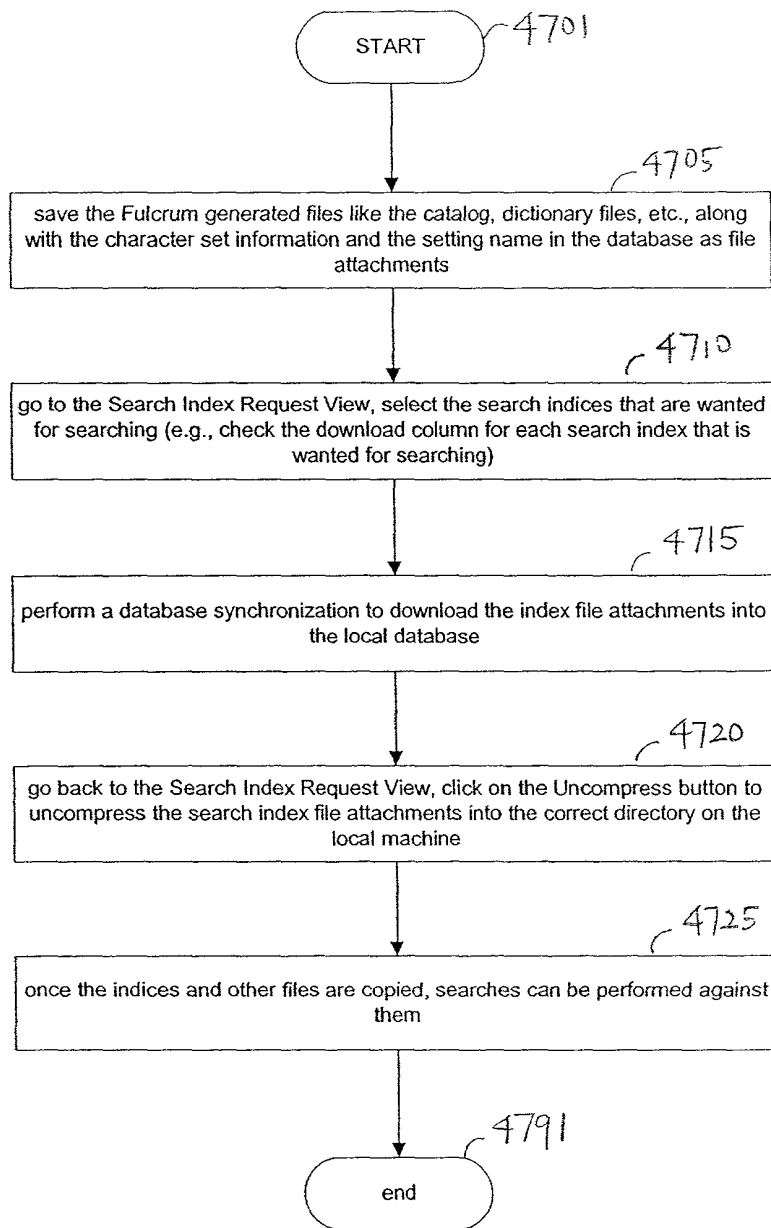 START
4701
4705
save the Fulcrum generated files like the catalog, dictionary files, etc., along
with the character set information and the setting name in the database as file
attachments
4710
go to the Search Index Request View, select the search indices that are wanted
for searching (e.g., check the download column for each search index that is
wanted for searching)
4715
perform a database synchronization to download the index file attachments into
the local database
4720
go back to the Search Index Request View, click on the Uncompress button to
uncompress the search index file attachments into the correct directory on the
local machine
4725
once the indices and other files are copied, searches can be performed against
them
4791
end